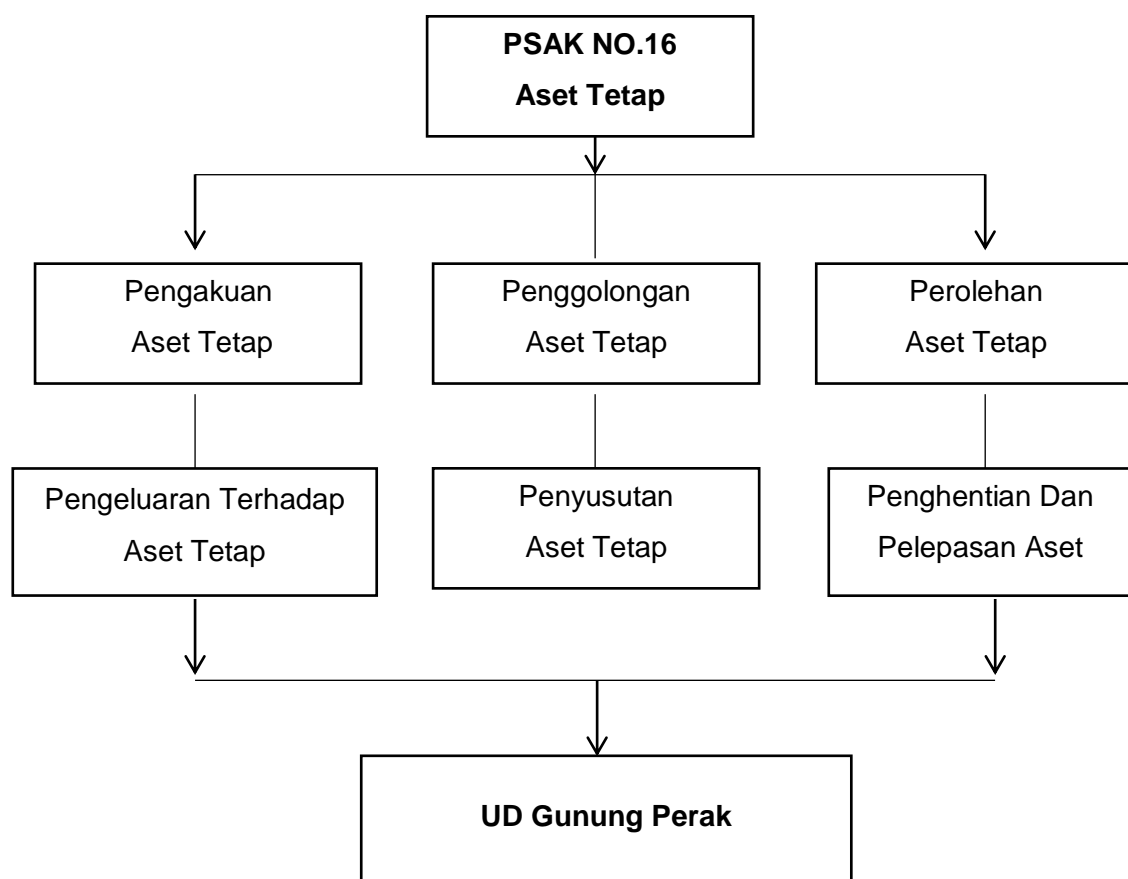 PSAK NO.16
Aset Tetap
Pengakuan
Aset Tetap
Penggolongan
Aset Tetap
Perolehan
Aset Tetap
Pengeluaran Terhadap
Aset Tetap
Penyusutan
Aset Tetap
Penghentian Dan
Pelepasan Aset
UD Gunung Perak